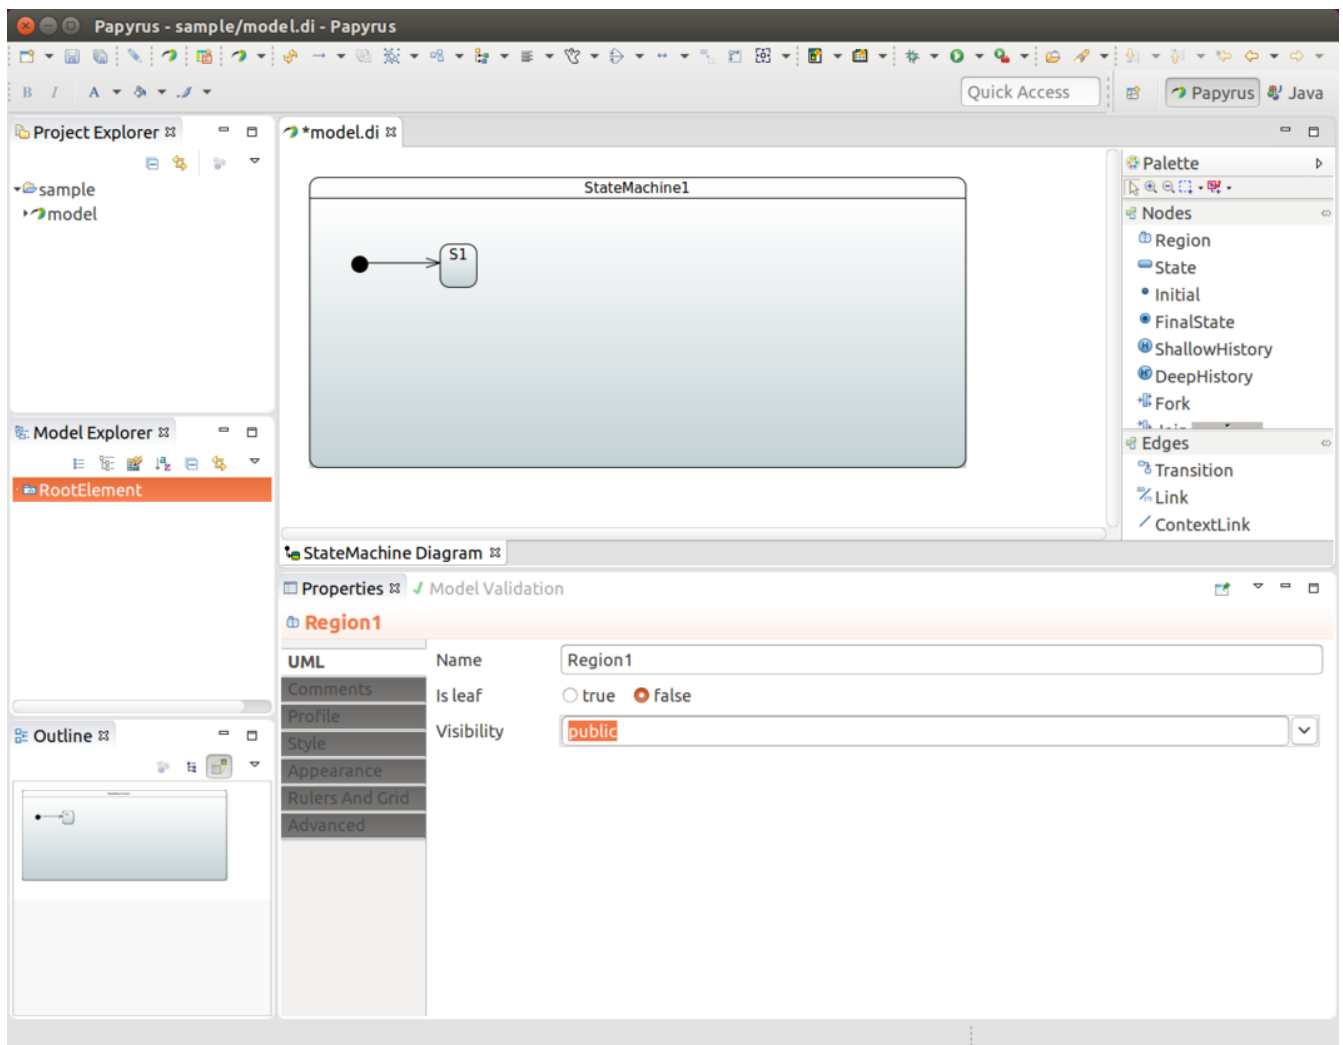 Papyrus - sample/model.di - Papyrus
B I A
Quick Access
Papyrus
Java
Project Explorer
sample
model
*model.di
StateMachine1
S1
Palette
Nodes
Region
State
Initial
FinalState
ShallowHistory
DeepHistory
Fork
Edges
Transition
Link
ContextLink
Model Explorer
RootElement
StateMachine Diagram
Properties
Model Validation
Region1
UML
Comments
Profile
Style
Appearance
Rulers And Grid
Advanced
Name
Region1
Is leaf
true
false
Visibility
public
Outline